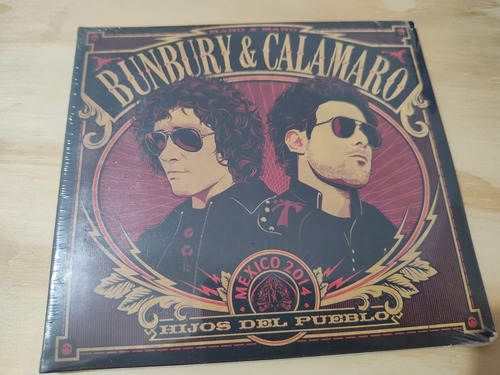 MANO A MANO
BUNBURY & CALAMARO
MEXICO 2014
HIJOS DEL PUEBLO